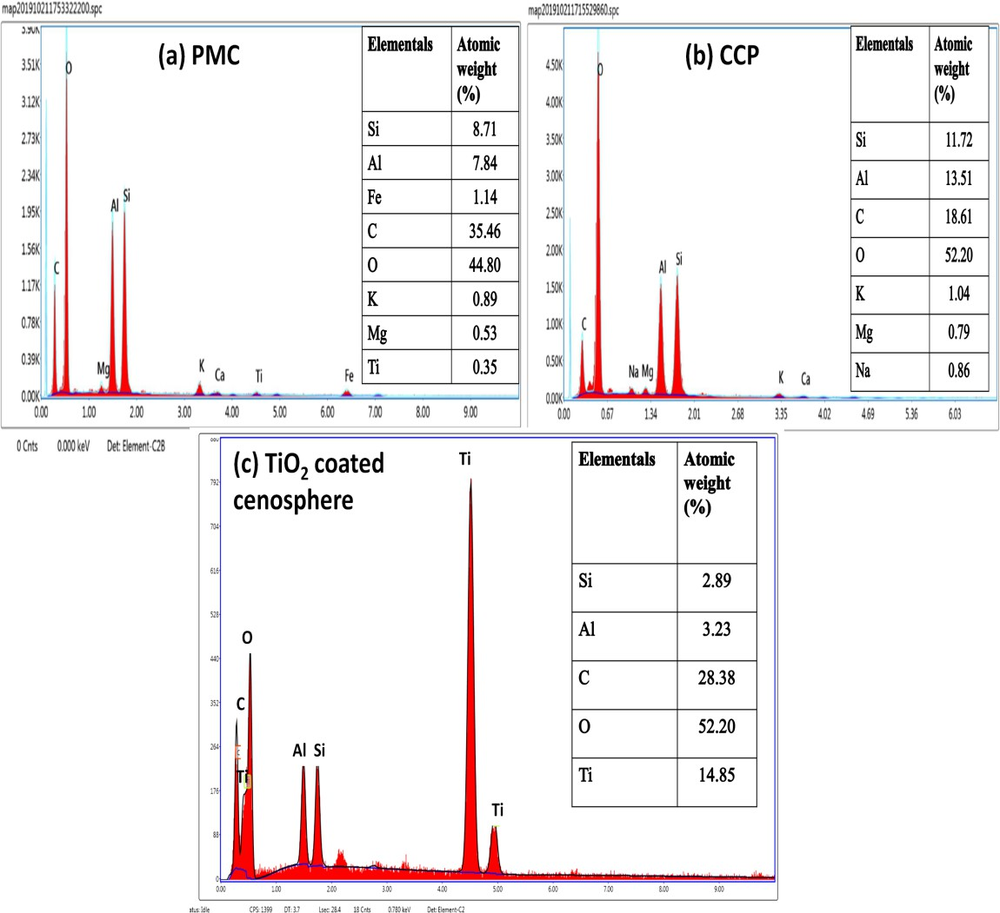 map201910211753322200.spc
(a) PMC
3.90K
3.51K
3.12K
2.73K
2.34K
1.95K
1.56K
1.17K
0.78K
0.39K
0.00K
O
C
Al
Si
Mg
K
Ca
Ti
Fe
0.00 1.00 2.00 3.00 4.00 5.00 6.00 7.00 8.00 9.00
Elementals Atomic weight (%)
Si 8.71
Al 7.84
Fe 1.14
C 35.46
O 44.80
K 0.89
Mg 0.53
Ti 0.35
0 Cnts 0.000 keV Det: Element-C2B
map201910211715529860.spc
(b) CCP
4.50K
4.00K
3.50K
3.00K
2.50K
2.00K
1.50K
1.00K
0.50K
0.00K
O
C
Al
Si
Na
Mg
K
Ca
0.00 0.67 1.34 2.01 2.68 3.35 4.02 4.69 5.36 6.03
Elementals Atomic weight (%)
Si 11.72
Al 13.51
C 18.61
O 52.20
K 1.04
Mg 0.79
Na 0.86
(c) TiO2 coated
cenosphere
792
704
616
528
440
352
264
176
88
0
Ti
O
C
Ti
Al
Si
Ti
0.00 1.00 2.00 3.00 4.00 5.00 6.00 7.00 8.00 9.00
Elementals Atomic weight (%)
Si 2.89
Al 3.23
C 28.38
O 52.20
Ti 14.85
atus: Idle CPS: 1399 DT: 3.7 Lsec: 28.4 18 Cnts 0.780 keV Det: Element-C2